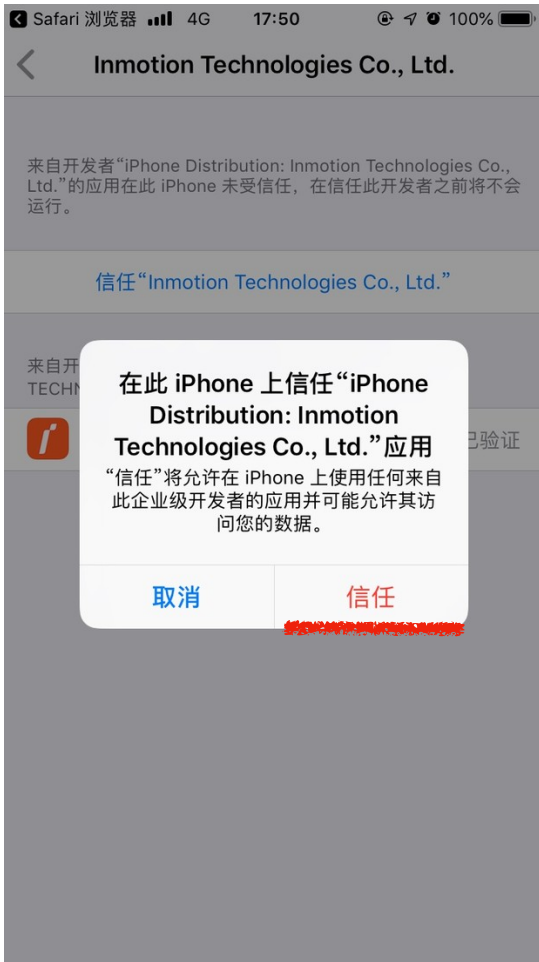 Safari 浏览器 4G 17:50 100%
Inmotion Technologies Co., Ltd.
来自开发者“iPhone Distribution: Inmotion Technologies Co.,
Ltd.”的应用在此 iPhone 未受信任，在信任此开发者之前将不会
运行。
信任“Inmotion Technologies Co., Ltd.”
来自开
TECHN
已验证
在此 iPhone 上信任“iPhone
Distribution: Inmotion
Technologies Co., Ltd.”应用
“信任”将允许在 iPhone 上使用任何来自
此企业级开发者的应用并可能允许其访
问您的数据。
取消 信任